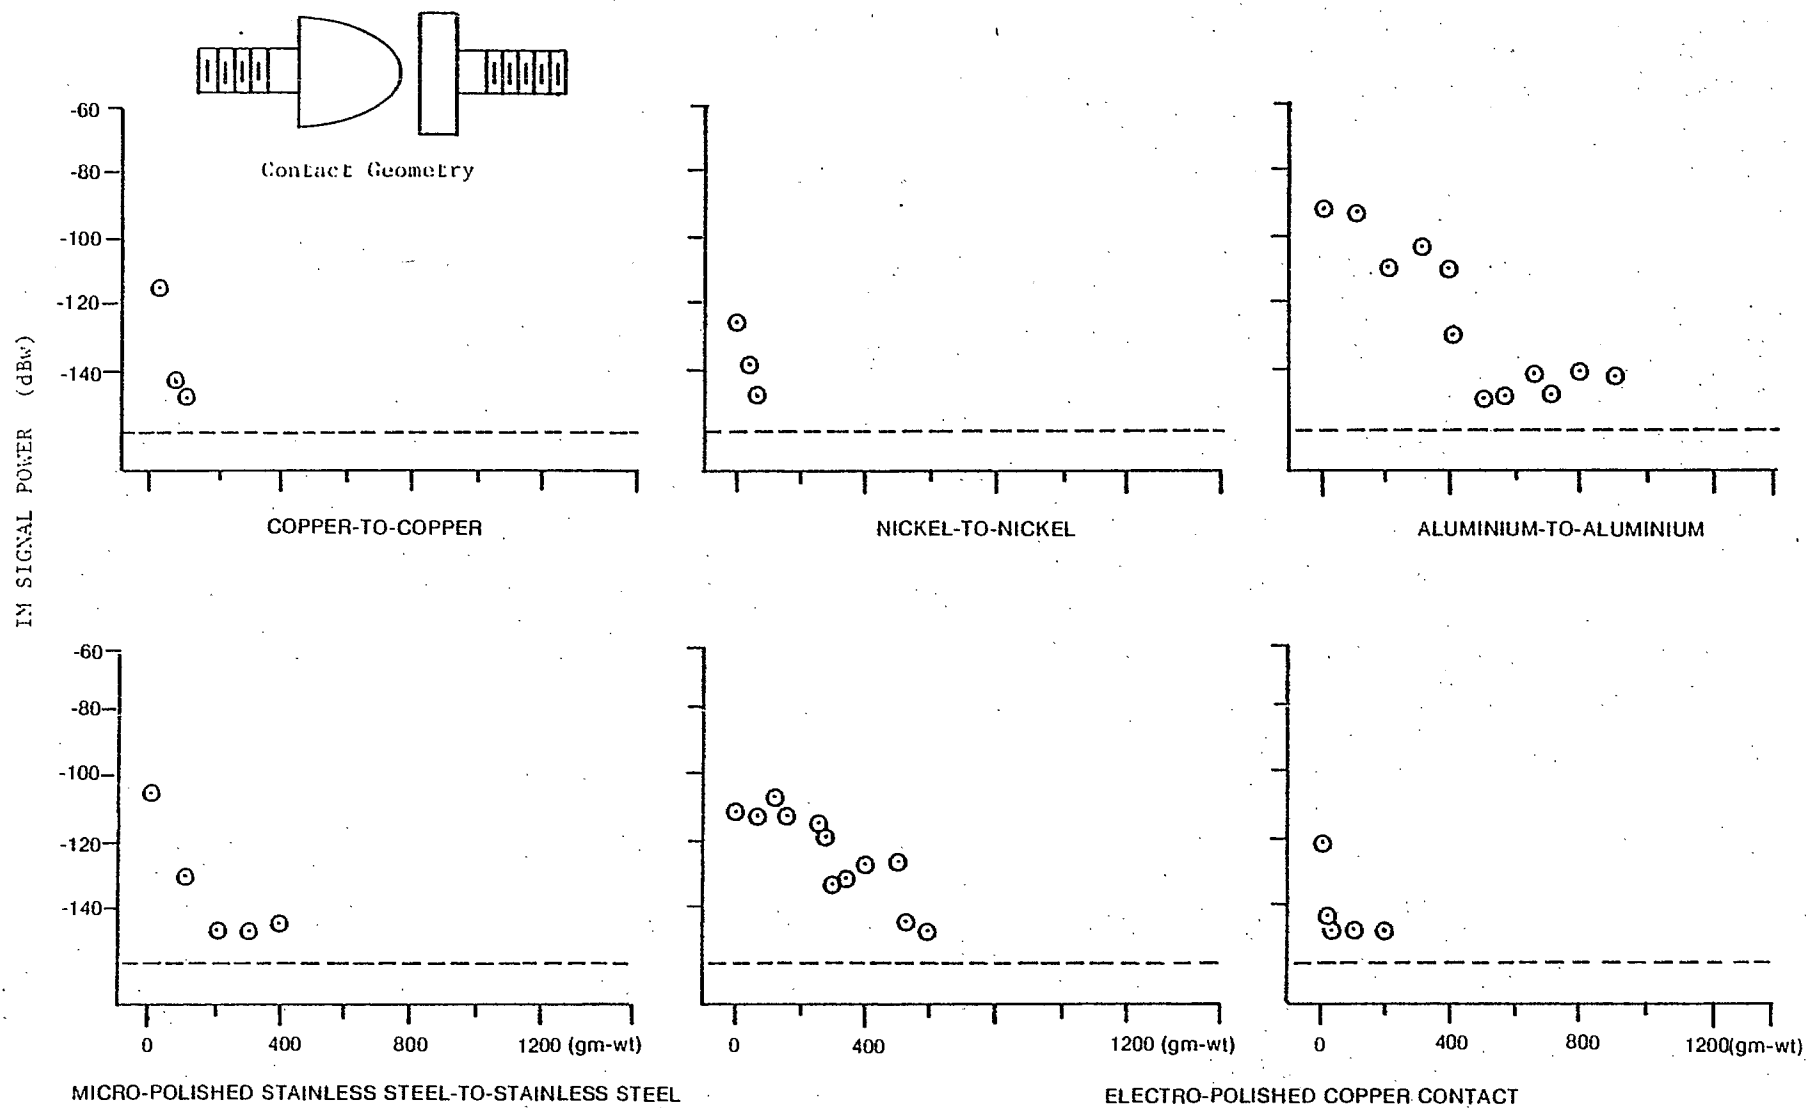 Contact Geometry
IM SIGNAL POWER (dBw)
-60
-80
-100
-120
-140
COPPER-TO-COPPER
NICKEL-TO-NICKEL
ALUMINIUM-TO-ALUMINIUM
-60
-80
-100
-120
-140
0 400 800 1200 (gm-wt)
0 400 1200 (gm-wt)
0 400 800 1200(gm-wt)
MICRO-POLISHED STAINLESS STEEL-TO-STAINLESS STEEL
ELECTRO-POLISHED COPPER CONTACT